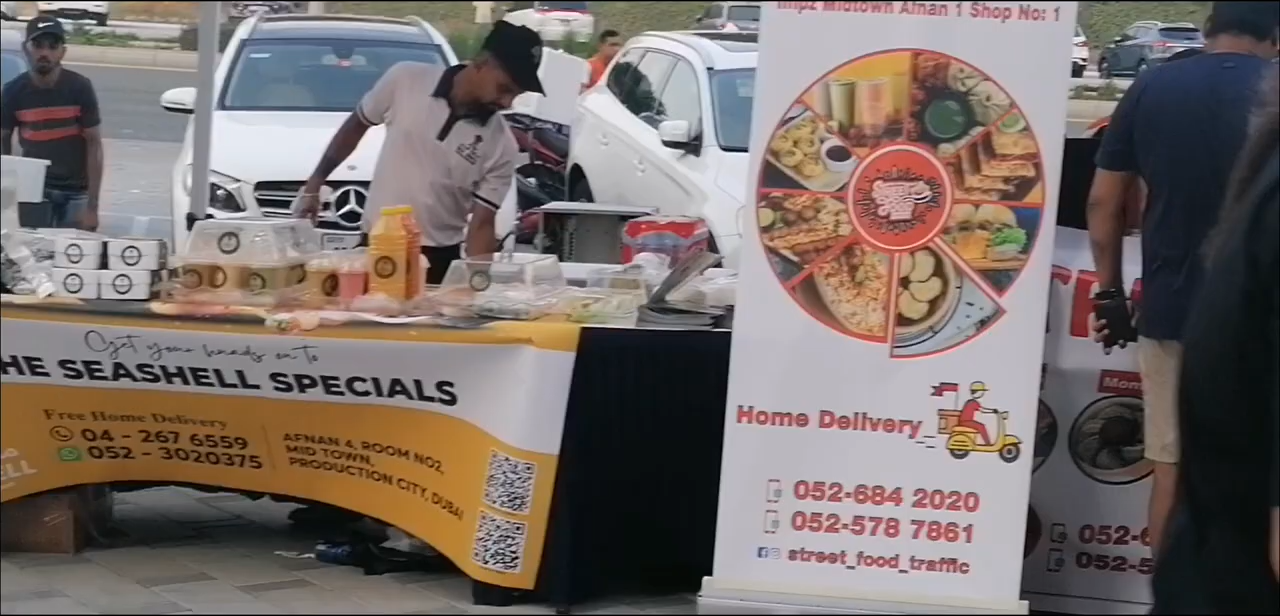 Get your hands on to
HE SEASHELL SPECIALS
Free Home Delivery
04 - 267 6559
052 - 3020375
AFNAN 4, ROOM NO2,
MID TOWN,
PRODUCTION CITY, DUBAI
Impz Midtown Afnan 1 Shop No: 1
Home Delivery
052-684 2020
052-578 7861
street_food_traffic
Mom
052-6
052-5